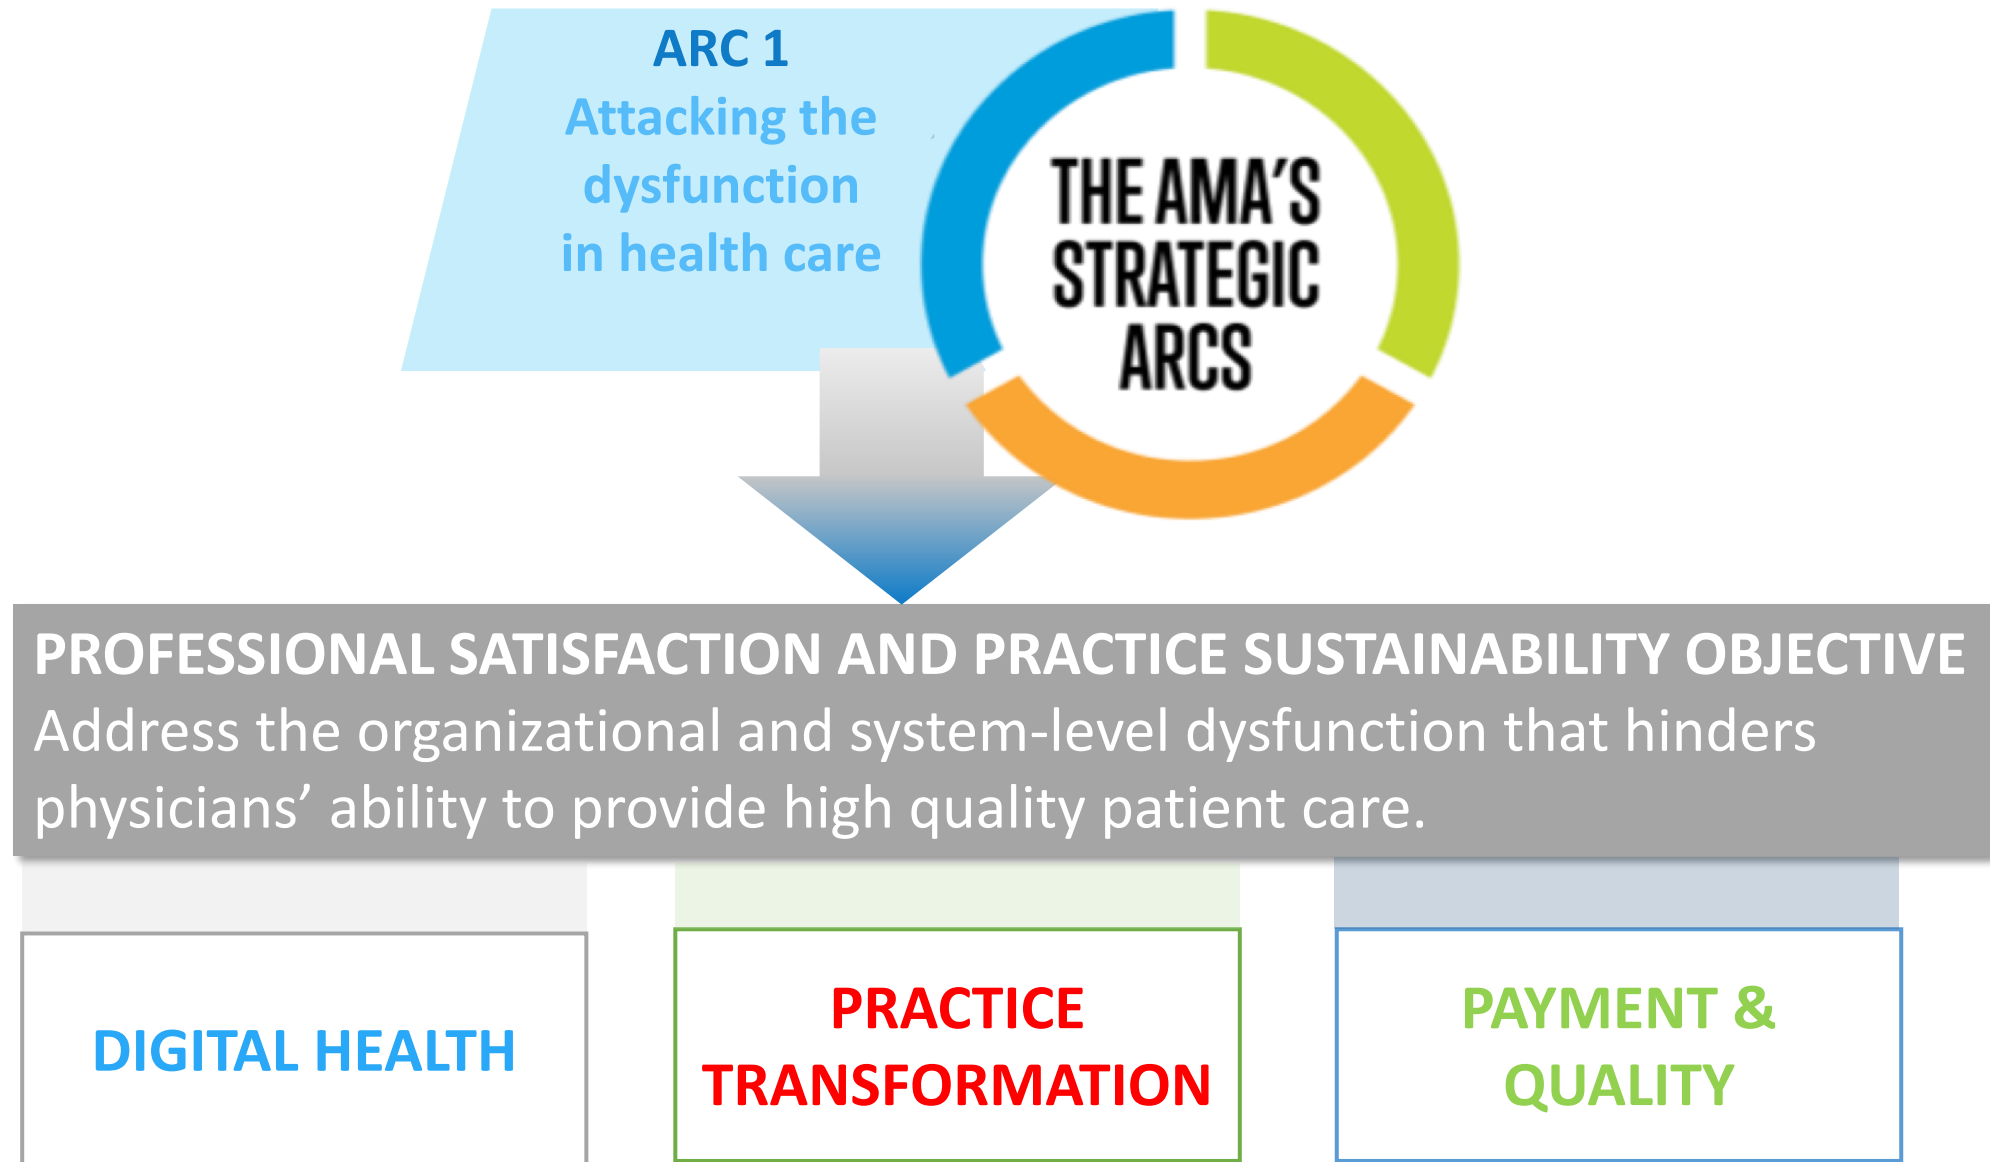 ARC 1
Attacking the
dysfunction
in health care
THE AMA'S
STRATEGIC
ARCS
PROFESSIONAL SATISFACTION AND PRACTICE SUSTAINABILITY OBJECTIVE
Address the organizational and system-level dysfunction that hinders
physicians’ ability to provide high quality patient care.
DIGITAL HEALTH
PRACTICE
TRANSFORMATION
PAYMENT &
QUALITY